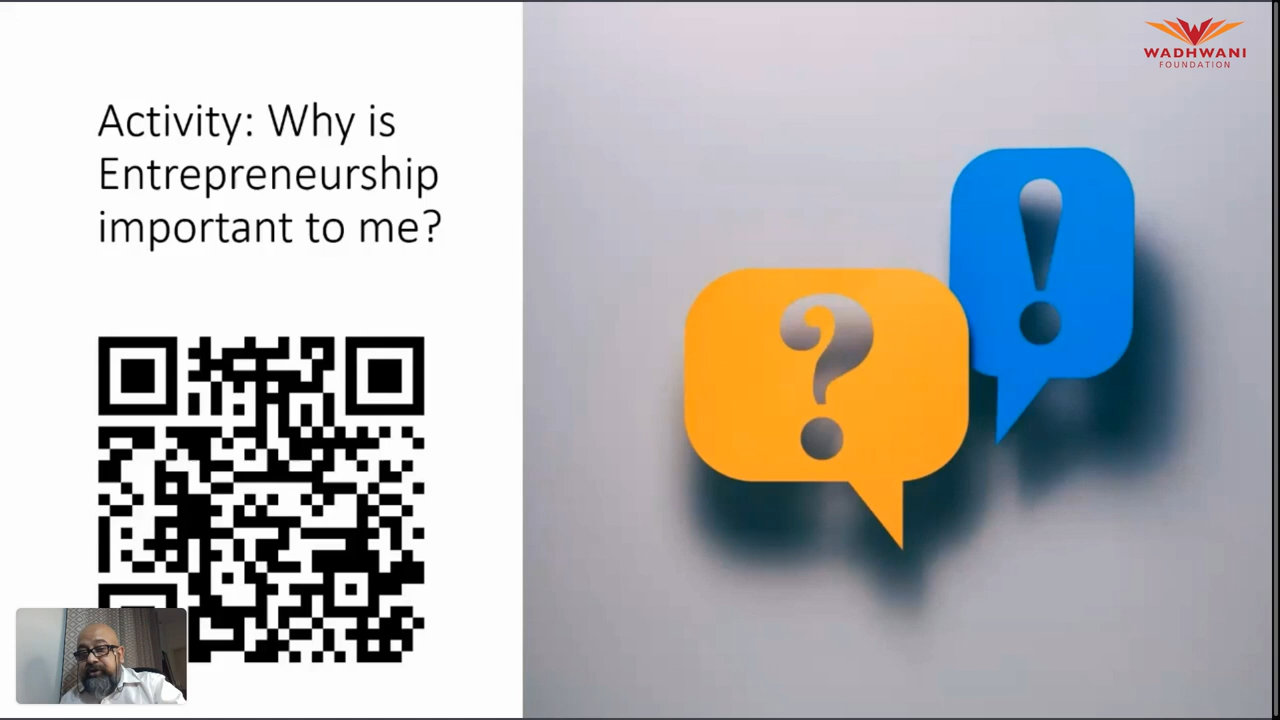 WADHWANI
FOUNDATION
Activity: Why is
Entrepreneurship
important to me?
?
!